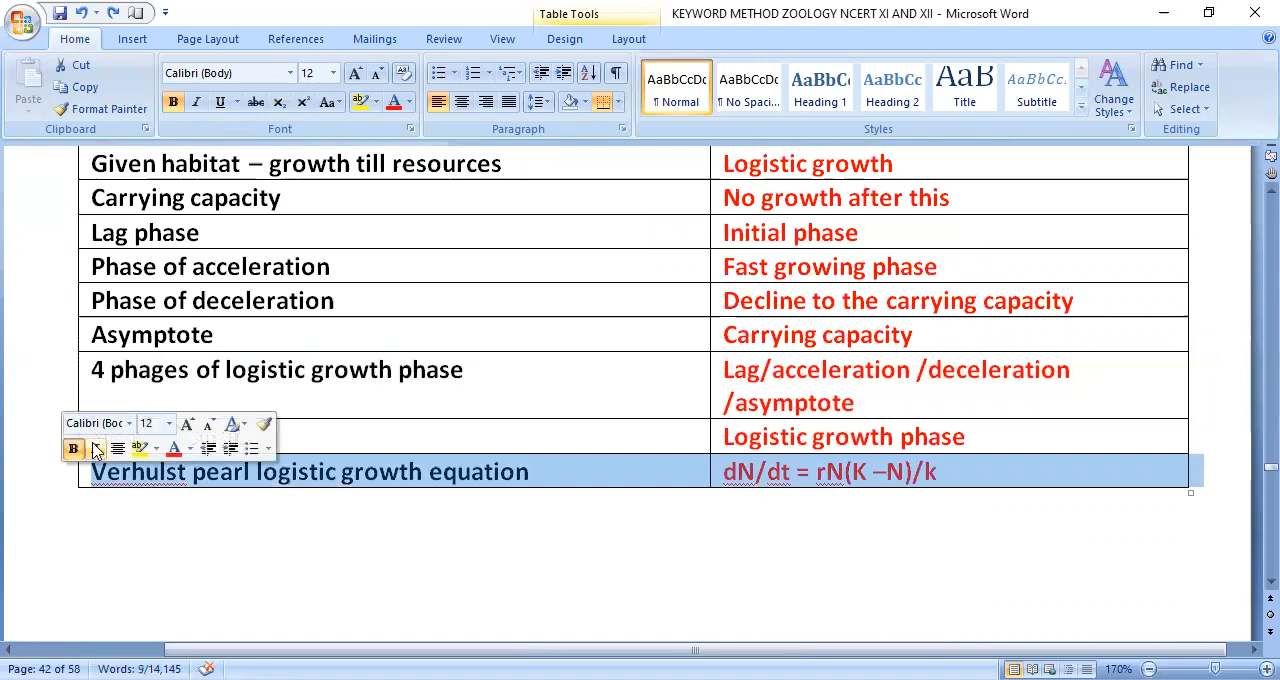 Table Tools
KEYWORD METHOD ZOOLOGY NCERT XI AND XII - Microsoft Word
Home Insert Page Layout References Mailings Review View Design Layout
Cut
Copy
Format Painter
Paste
Clipboard
Calibri (Body) 12
B I U abc X₂ X² Aa
Font
Paragraph
AaBbCcDc AaBbCcDc AaBbC AaBbCc AaB AaBbCc.
¶ Normal ¶ No Spaci... Heading 1 Heading 2 Title Subtitle
Change
Styles
Styles
Find
Replace
Select
Editing
Given habitat – growth till resources Logistic growth
Carrying capacity No growth after this
Lag phase Initial phase
Phase of acceleration Fast growing phase
Phase of deceleration Decline to the carrying capacity
Asymptote Carrying capacity
4 phages of logistic growth phase Lag/acceleration /deceleration
/asymptote
Calibri (Boc 12
Logistic growth phase
Verhulst pearl logistic growth equation dN/dt = rN(K –N)/k
Page: 42 of 58 Words: 9/14,145 170%